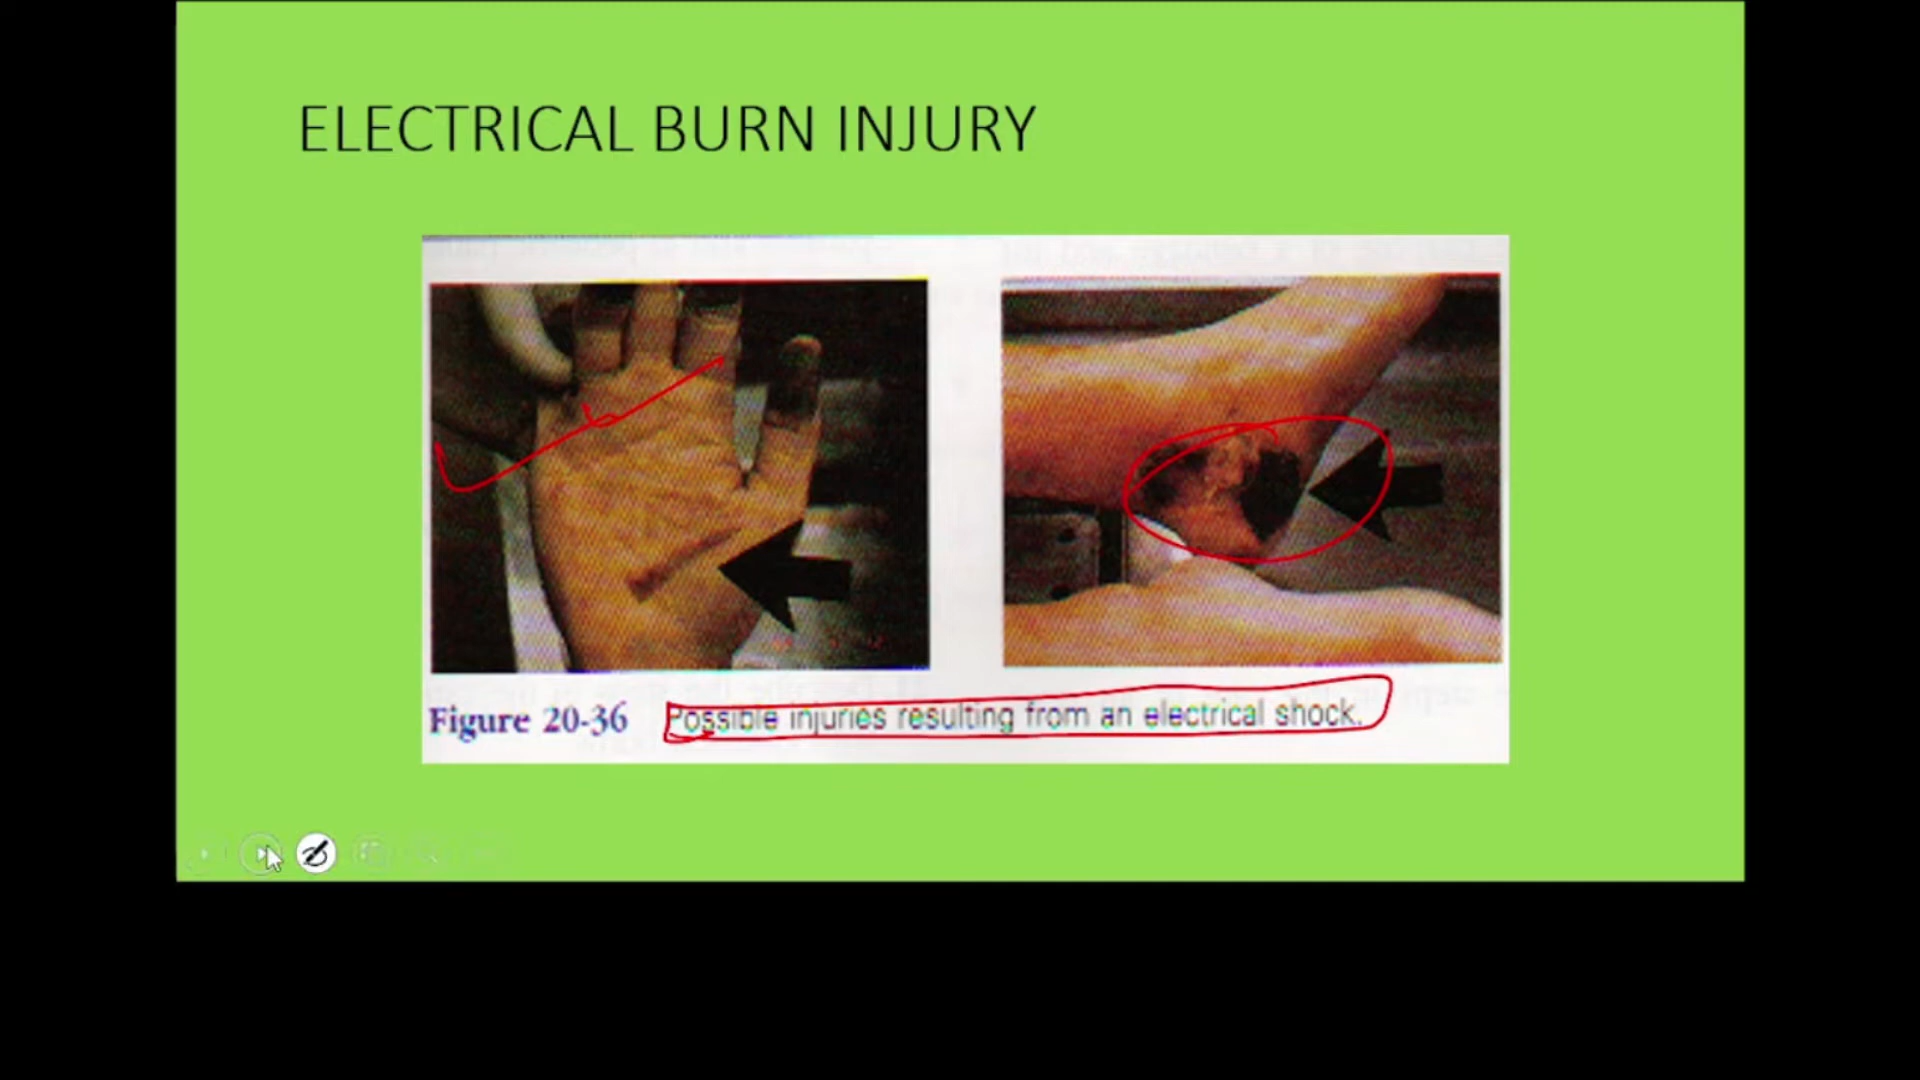 ELECTRICAL BURN INJURY
Figure 20-36 Possible injuries resulting from an electrical shock.